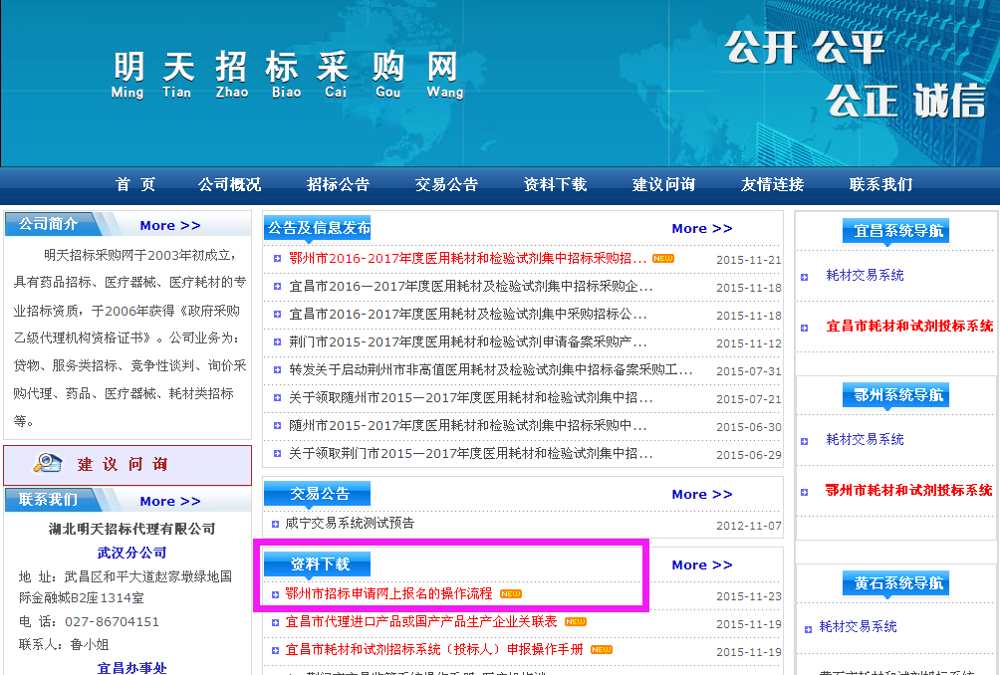 明天招标采购网
Ming Tian Zhao Biao Cai Gou Wang
公开 公平
公正 诚信
首 页 公司概况 招标公告 交易公告 资料下载 建议问询 友情连接 联系我们
公司简介 More >>
明天招标采购网于2003年初成立，
具有药品招标、医疗器械、医疗耗材的专
业招标资质，于2006年获得《政府采购
乙级代理机构资格证书》。公司业务为：
贷物、服务类招标、竞争性谈判、询价采
购代理、药品、医疗器械、耗材类招标
等。
建 议 问 询
联系我们 More >>
湖北明天招标代理有限公司
武汉分公司
地 址：武昌区和平大道赵家墩绿地国
际金融城B2座1314室
电 话：027-86704151
联系人：鲁小姐
宜昌办事处
公告及信息发布 More >>
鄂州市2016-2017年度医用耗材和检验试剂集中招标采购招... NEW 2015-11-21
宜昌市2016—2017年度医用耗材及检验试剂集中招标采购企... 2015-11-18
宜昌市2016-2017年度医用耗材及检验试剂集中采购招标公... 2015-11-18
荆门市2015-2017年度医用耗材及检验试剂申请备案采购产... 2015-11-12
转发关于启动荆州市非高值医用耗材及检验试剂集中招标备案采购工... 2015-07-31
关于领取随州市2015—2017年度医用耗材和检验试剂集中招... 2015-07-21
随州市2015-2017年度医用耗材和检验试剂集中招标采购中... 2015-06-30
关于领取荆门市2015—2017年度医用耗材和检验试剂集中招... 2015-06-29
交易公告 More >>
咸宁交易系统测试预告 2012-11-07
资料下载 More >>
鄂州市招标申请网上报名的操作流程 NEW 2015-11-23
宜昌市代理进口产品或国产产品生产企业关联表 NEW 2015-11-19
宜昌市耗材和试剂招标系统（投标人）申报操作手册 NEW 2015-11-19
宜昌系统导航
耗材交易系统
宜昌市耗材和试剂投标系统
鄂州系统导航
耗材交易系统
鄂州市耗材和试剂投标系统
黄石系统导航
耗材交易系统
黄石市耗材和试剂投标系统